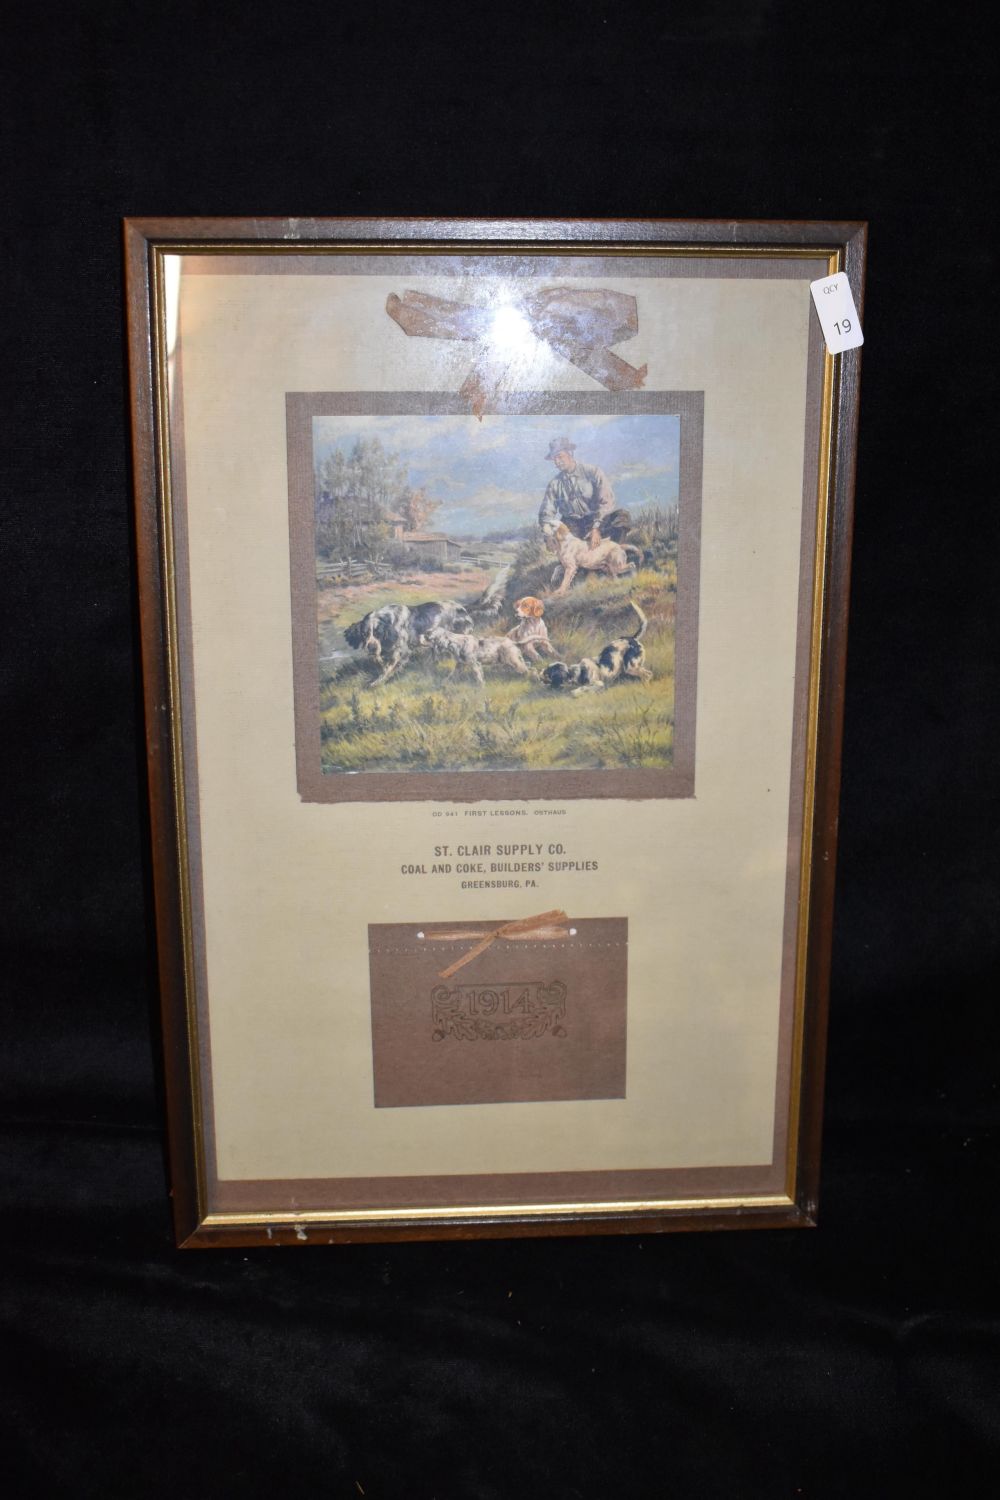 QCY
19
OD 941 FIRST LESSONS. OSTHAUS
ST. CLAIR SUPPLY CO.
COAL AND COKE, BUILDERS' SUPPLIES
GREENSBURG, PA.
1914